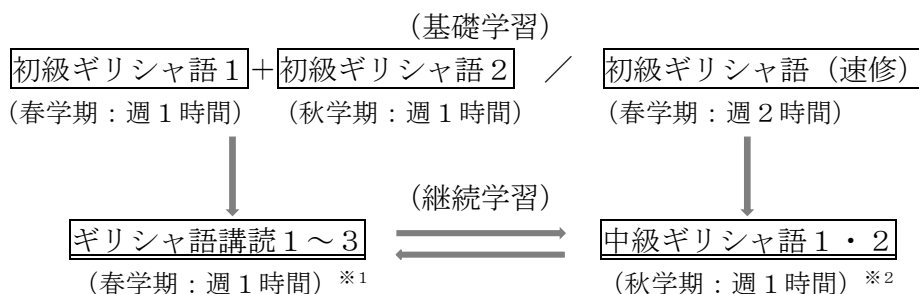 (基礎学習)
初級ギリシャ語1+初級ギリシャ語2 / 初級ギリシャ語(速修)
(春学期:週1時間) (秋学期:週1時間) (春学期:週2時間)
(継続学習)
ギリシャ語講読1~3 中級ギリシャ語1・2
(春学期:週1時間)※1 (秋学期:週1時間)※2